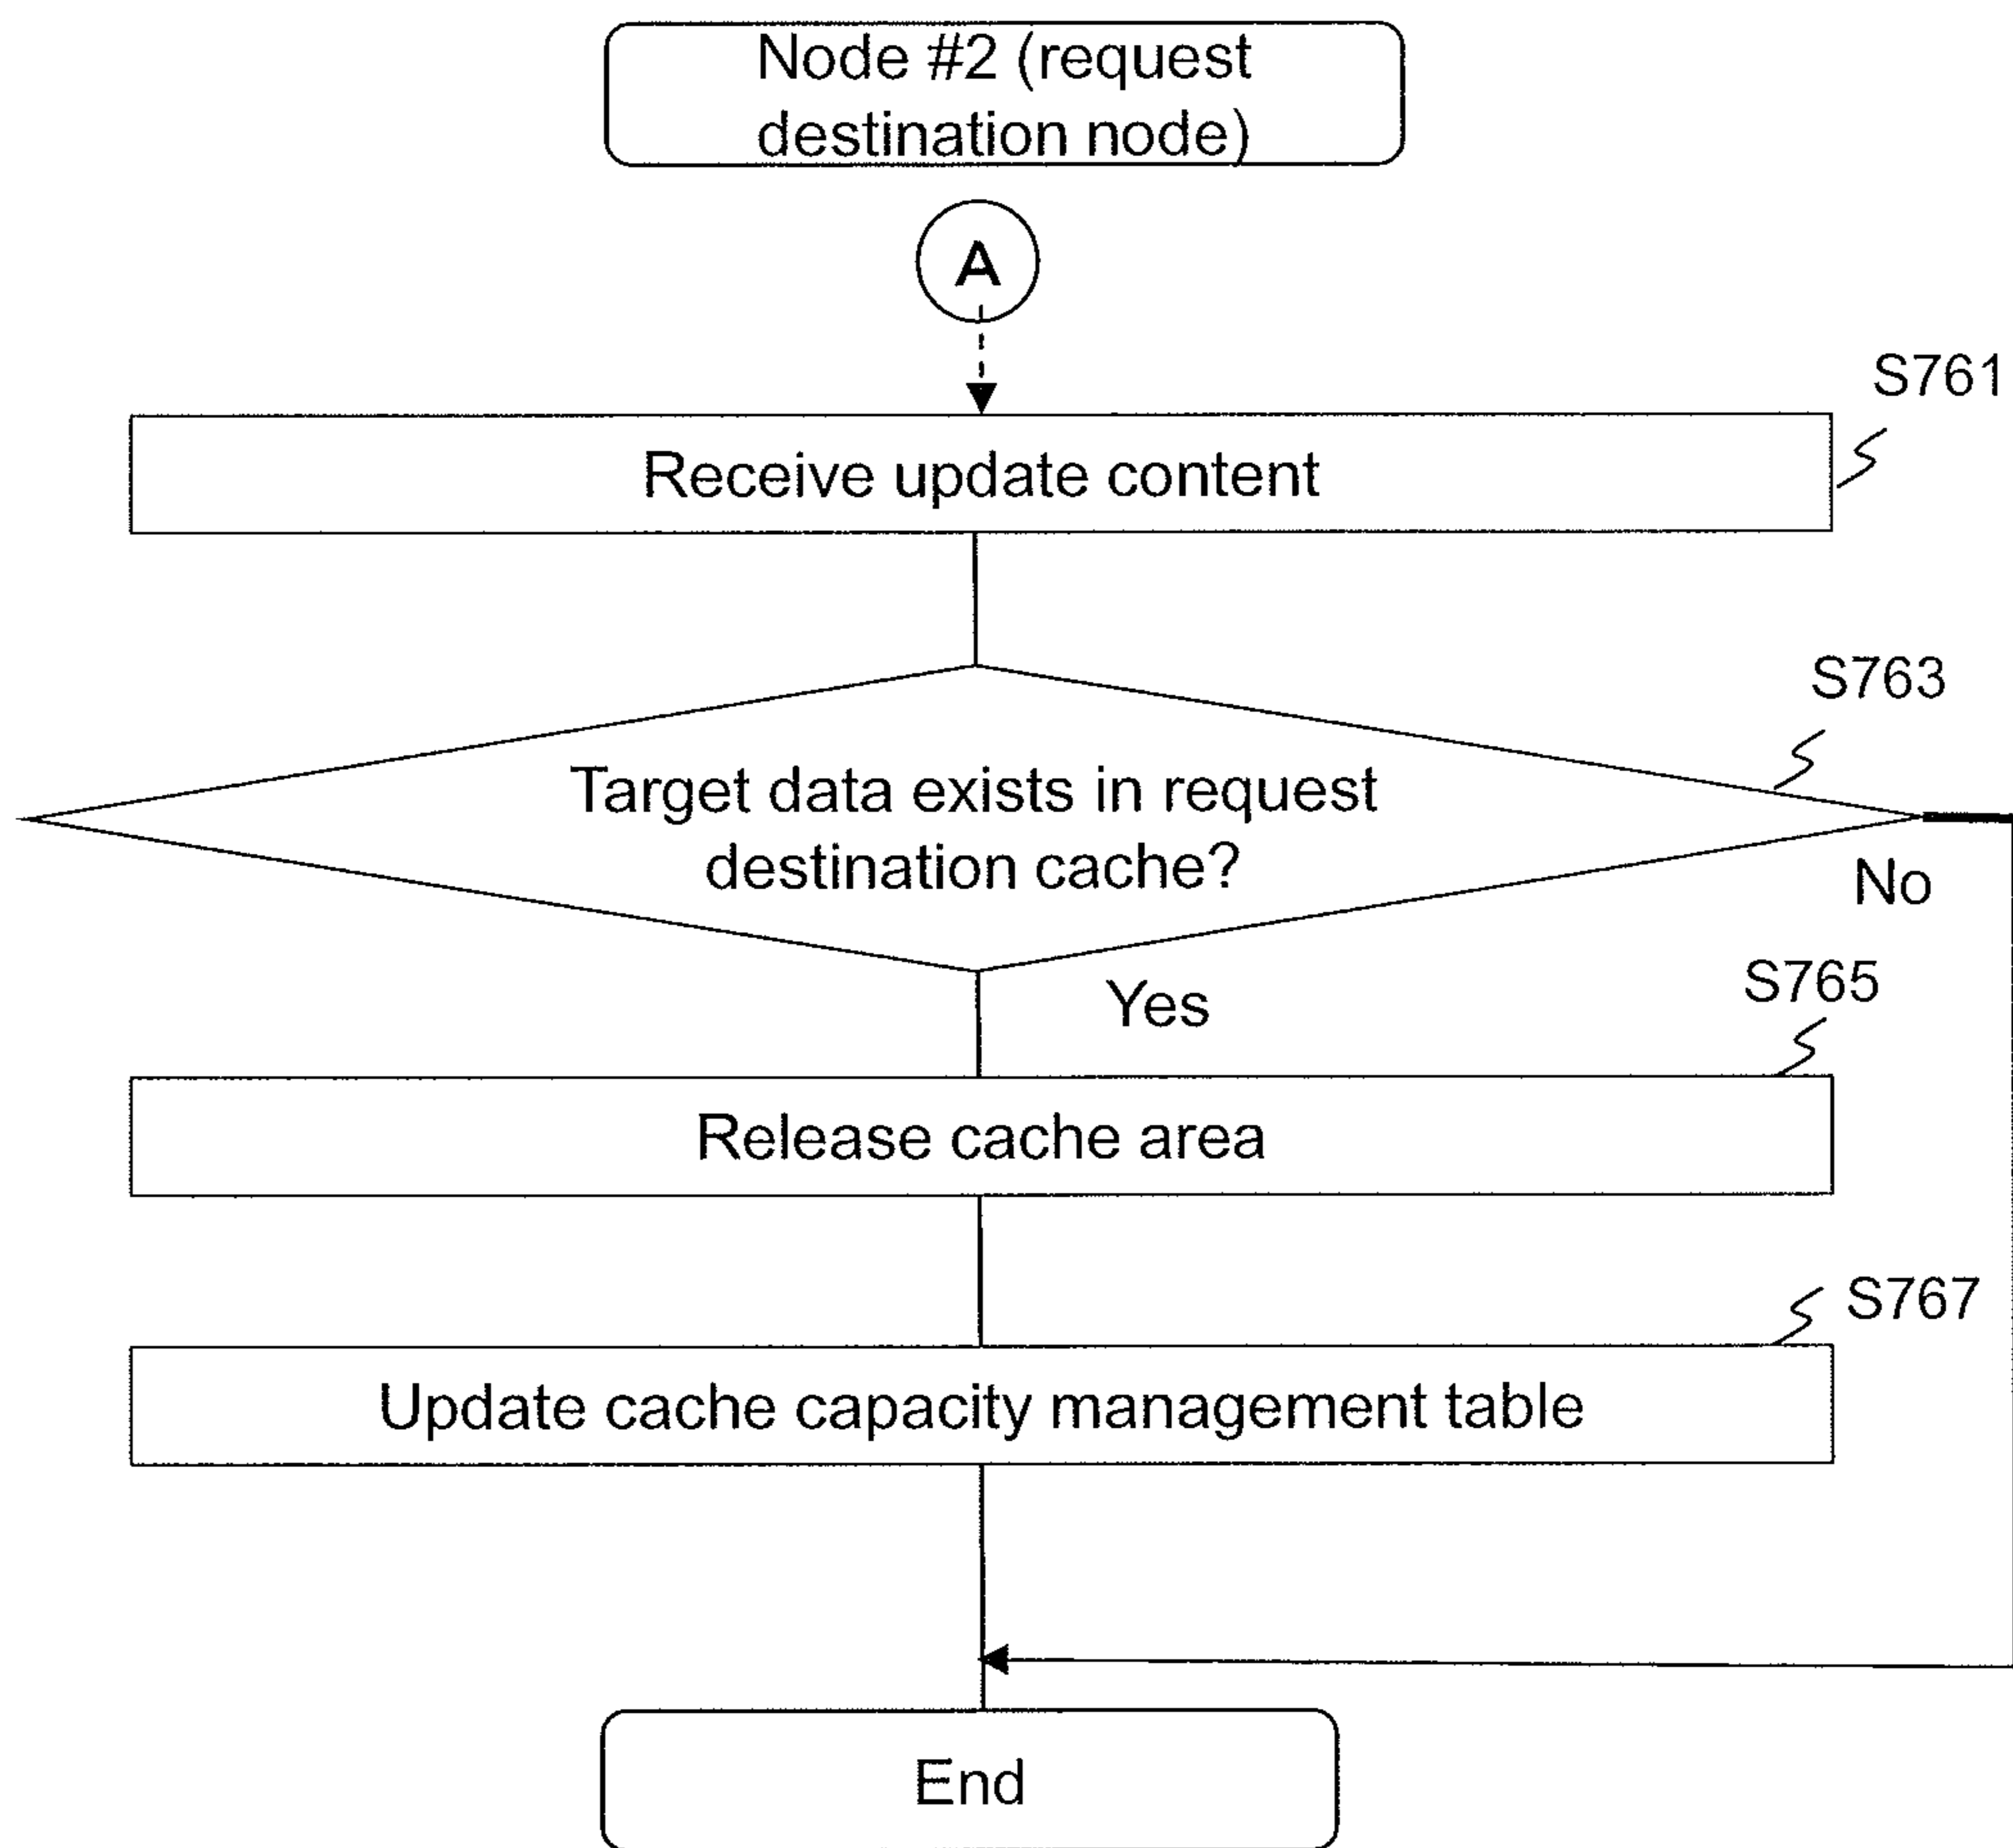 Node #2 (request
destination node)
A
S761
Receive update content
S763
Target data exists in request
destination cache?
No
Yes
S765
Release cache area
S767
Update cache capacity management table
End